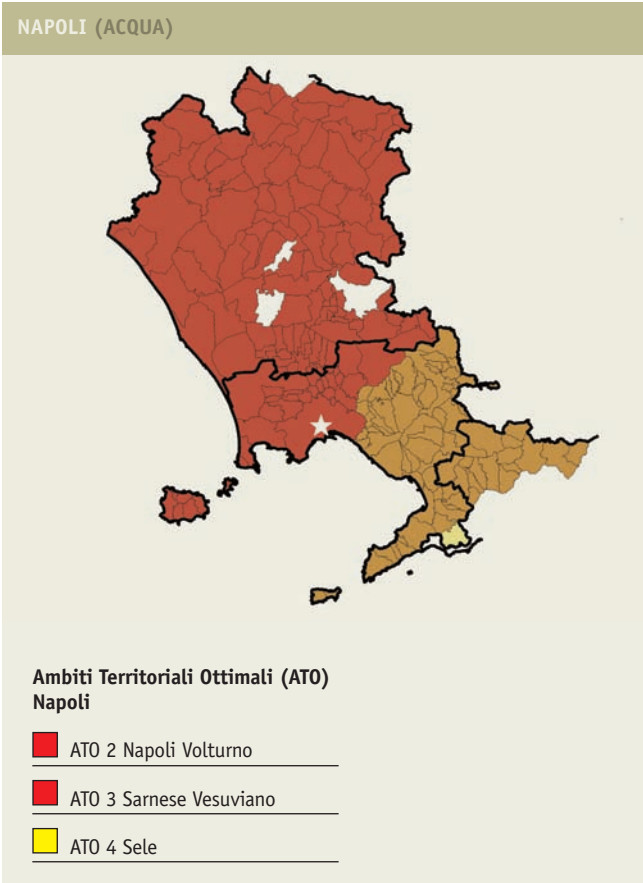 NAPOLI (ACQUA)
Ambiti Territoriali Ottimali (ATO)
Napoli
ATO 2 Napoli Volturno
ATO 3 Sarnese Vesuviano
ATO 4 Sele